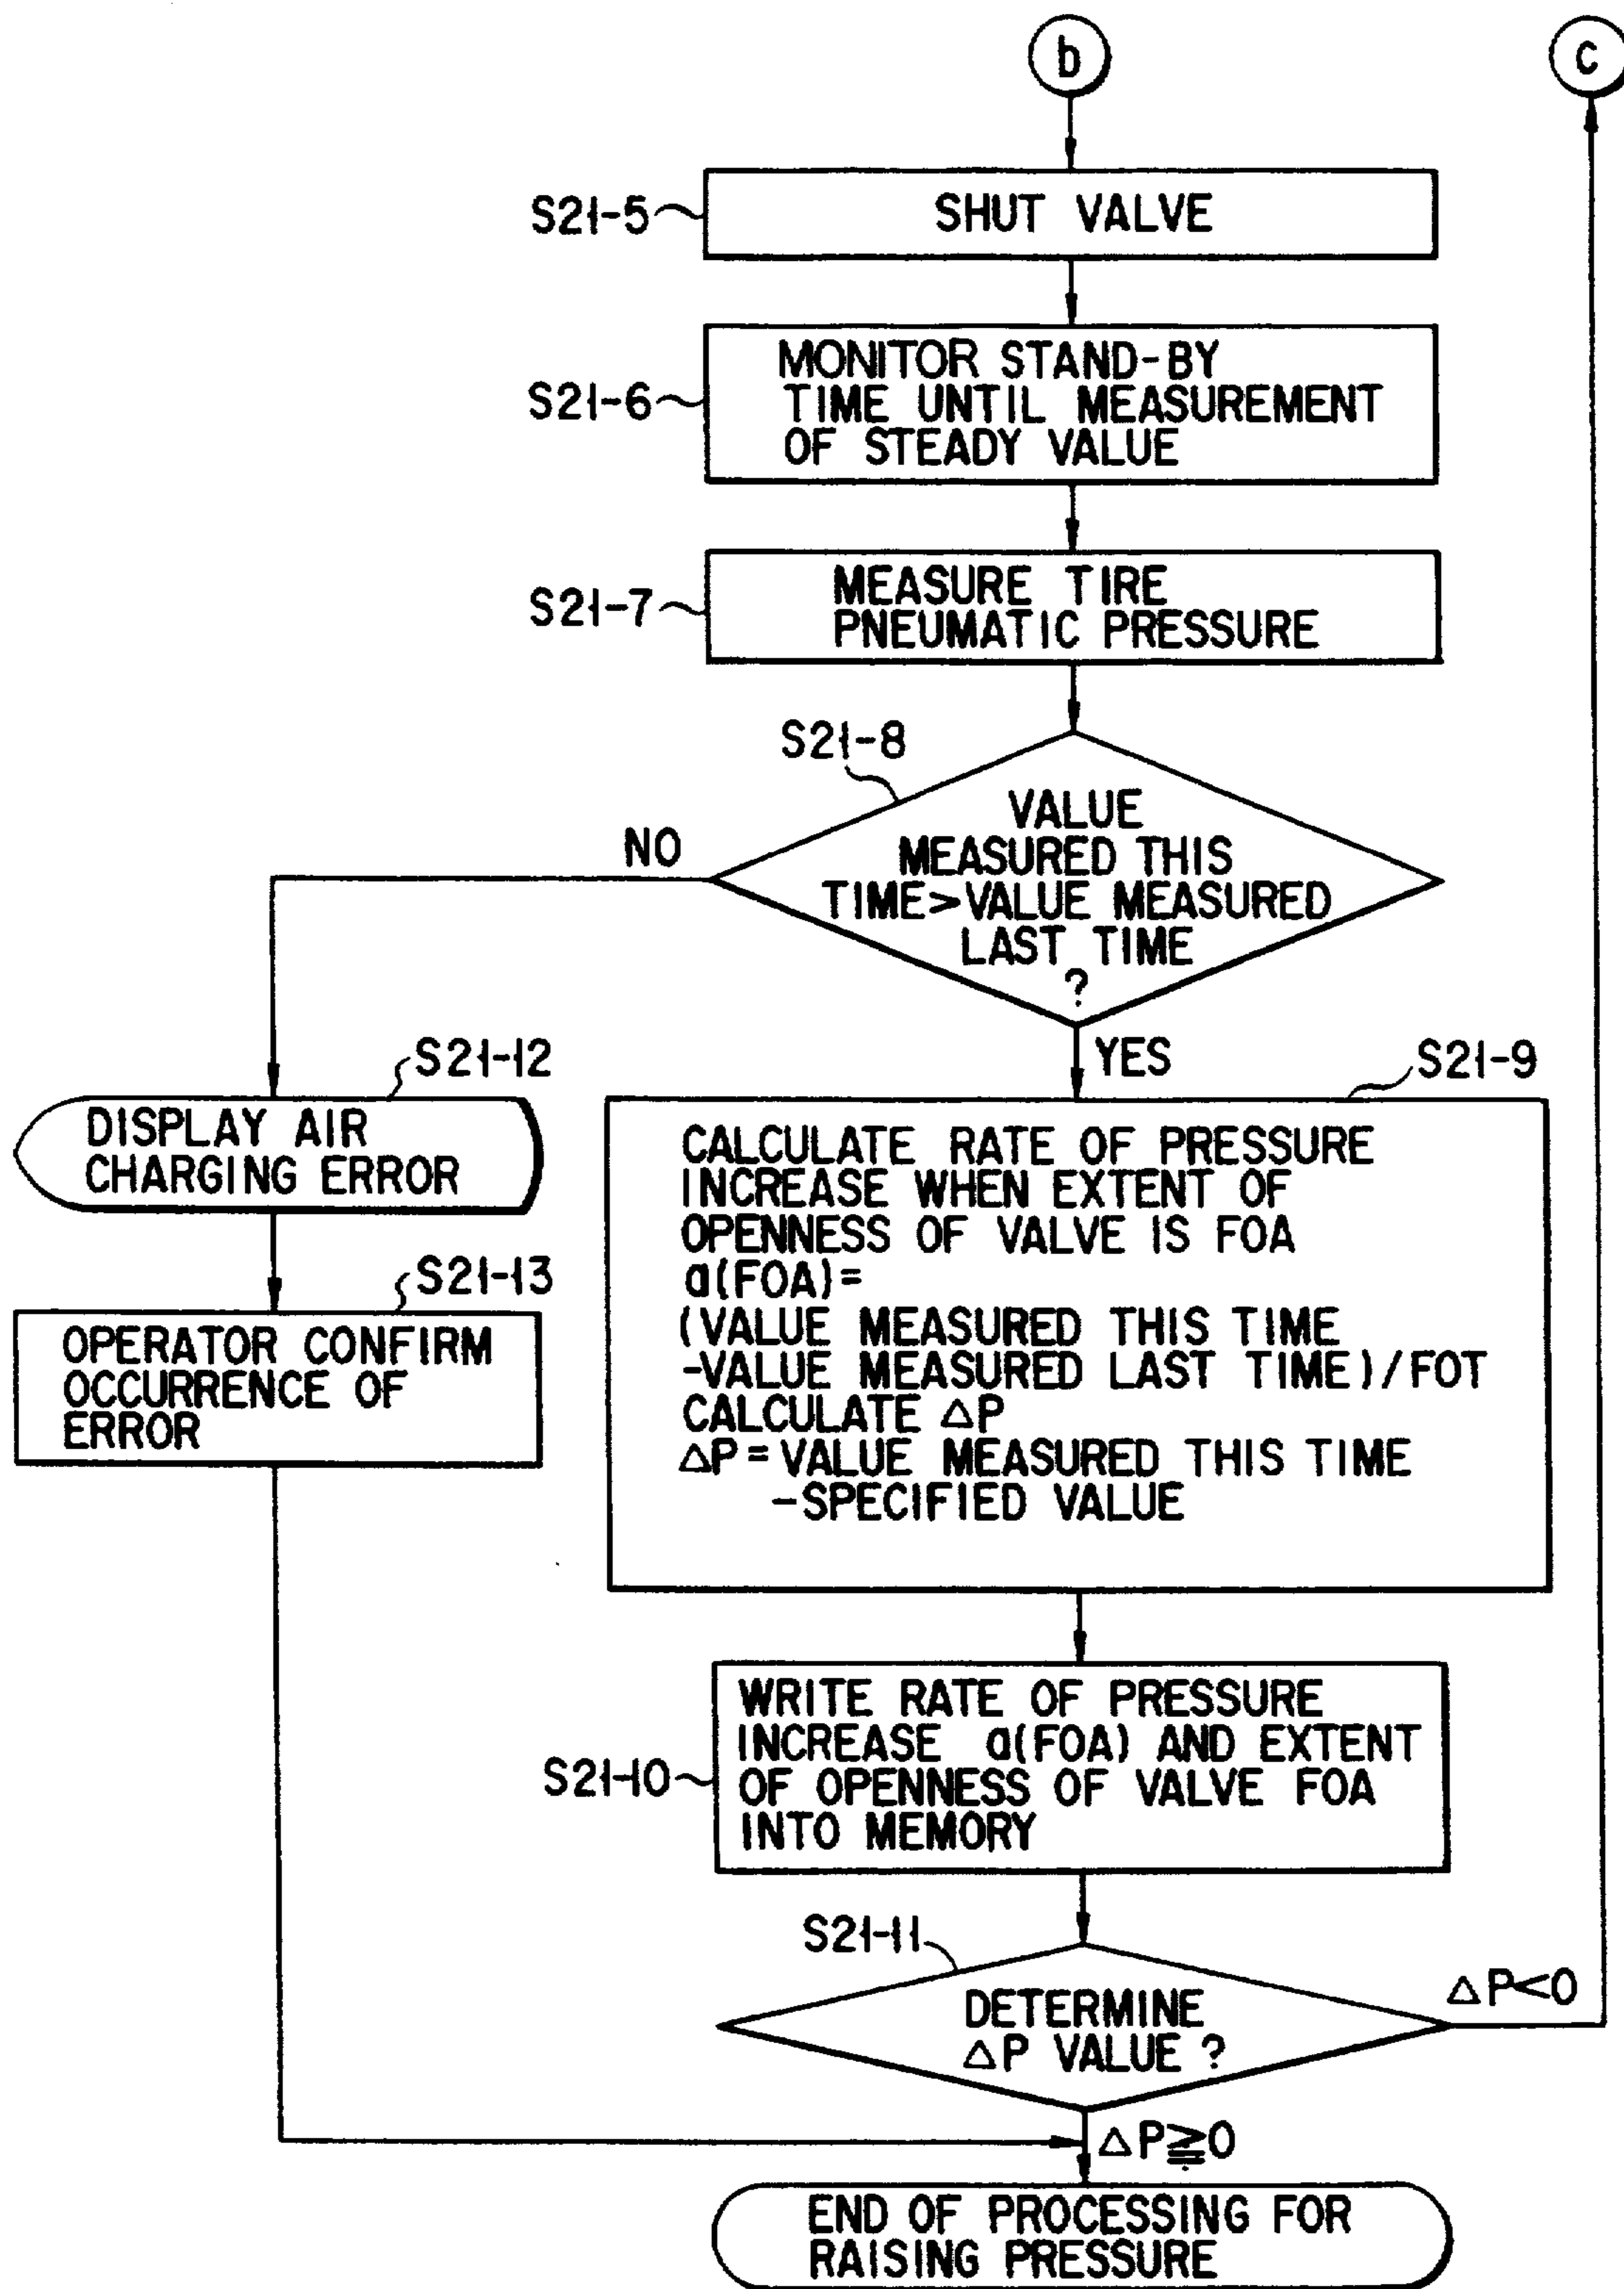 b
c
S21-5
SHUT VALVE
S21-6
MONITOR STAND-BY
TIME UNTIL MEASUREMENT
OF STEADY VALUE
S21-7
MEASURE TIRE
PNEUMATIC PRESSURE
S21-8
VALUE
MEASURED THIS
TIME>VALUE MEASURED
LAST TIME
?
NO
YES
S21-12
DISPLAY AIR
CHARGING ERROR
S21-13
OPERATOR CONFIRM
OCCURRENCE OF
ERROR
S21-9
CALCULATE RATE OF PRESSURE
INCREASE WHEN EXTENT OF
OPENNESS OF VALVE IS FOA
a(FOA)=
(VALUE MEASURED THIS TIME
-VALUE MEASURED LAST TIME)/FOT
CALCULATE △P
△P=VALUE MEASURED THIS TIME
-SPECIFIED VALUE
S21-10
WRITE RATE OF PRESSURE
INCREASE a(FOA) AND EXTENT
OF OPENNESS OF VALVE FOA
INTO MEMORY
S21-11
DETERMINE
△P VALUE ?
△P<0
△P≧0
END OF PROCESSING FOR
RAISING PRESSURE